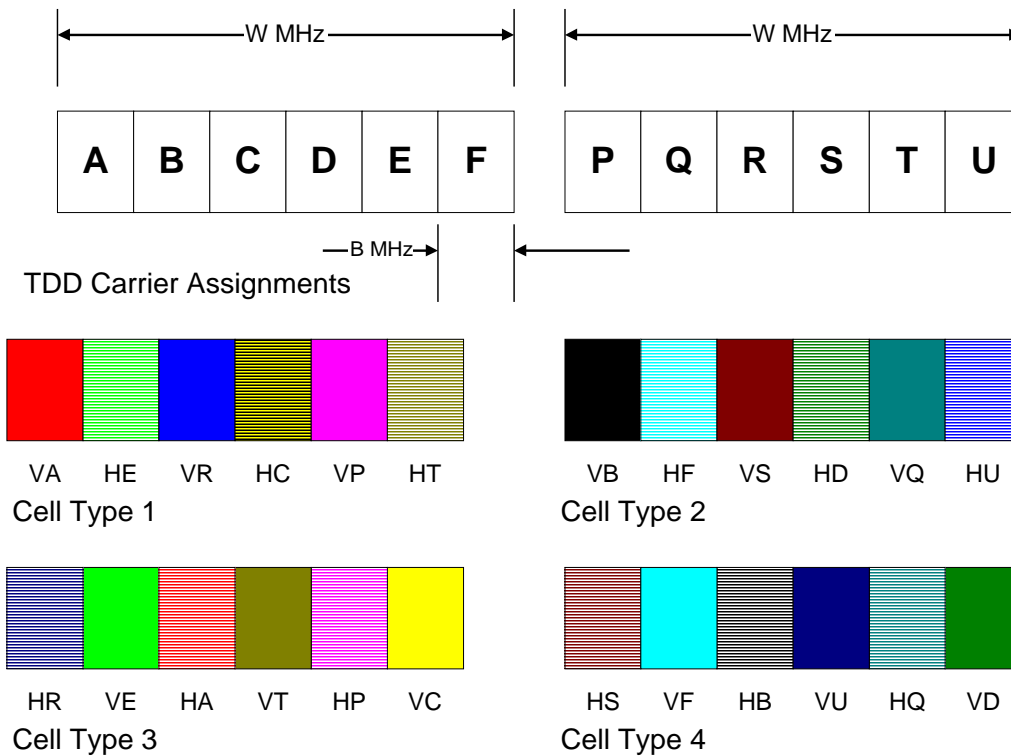 W MHz W MHz
A B C D E F P Q R S T U
B MHz
TDD Carrier Assignments
VA HE VR HC VP HT
Cell Type 1
VB HF VS HD VQ HU
Cell Type 2
HR VE HA VT HP VC
Cell Type 3
HS VF HB VU HQ VD
Cell Type 4